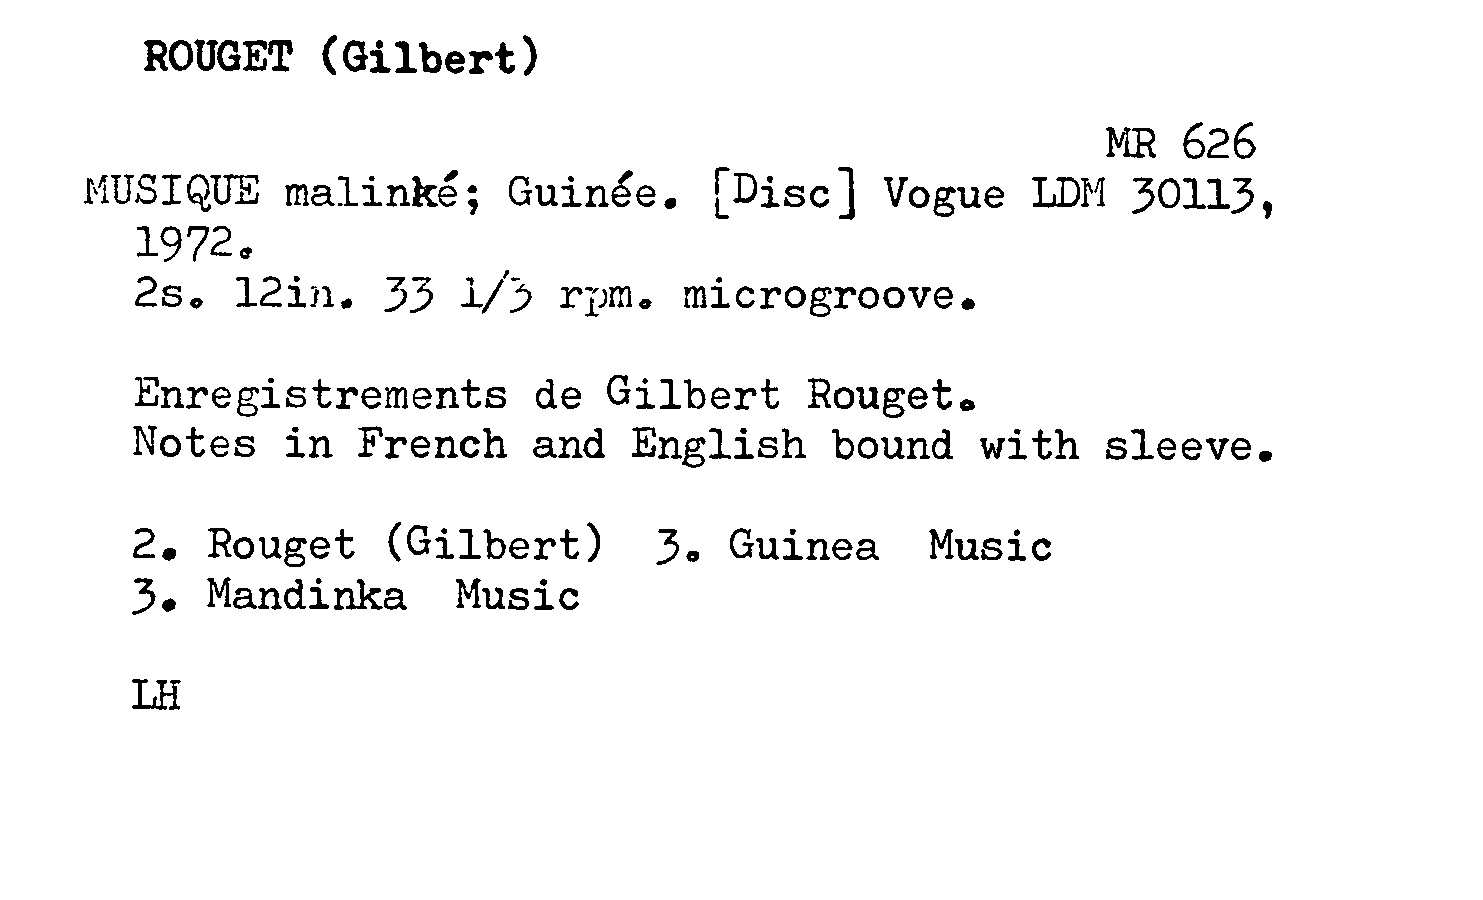 ROUGET (Gilbert)
MR 626
MUSIQUE malinké; Guinée. [Disc] Vogue LDM 30113,
1972.
2s. 12in. 33 1/3 rpm. microgroove.
Enregistrements de Gilbert Rouget.
Notes in French and English bound with sleeve.
2. Rouget (Gilbert) 3. Guinea Music
3. Mandinka Music
LH